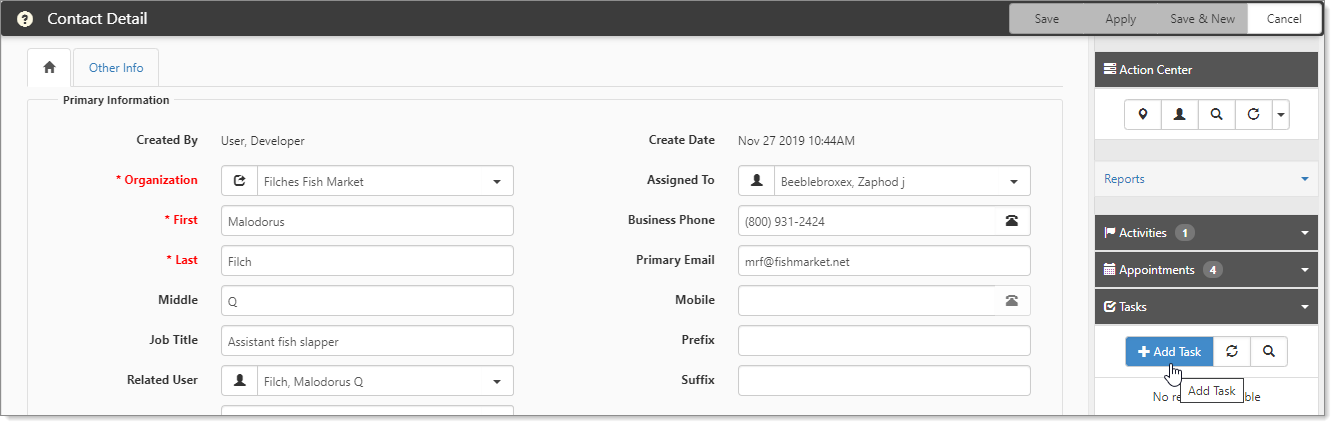 ? Contact Detail Save Apply Save & New Cancel
Other Info
Primary Information
Created By User, Developer Create Date Nov 27 2019 10:44AM
* Organization Filches Fish Market Assigned To Beeblebroxex, Zaphod j
* First Malodorus Business Phone (800) 931-2424
* Last Filch Primary Email mrf@fishmarket.net
Middle Q Mobile
Job Title Assistant fish slapper Prefix
Related User Filch, Malodorus Q Suffix
Action Center
Reports
Activities 1
Appointments 4
Tasks
Add Task
Add Task
No